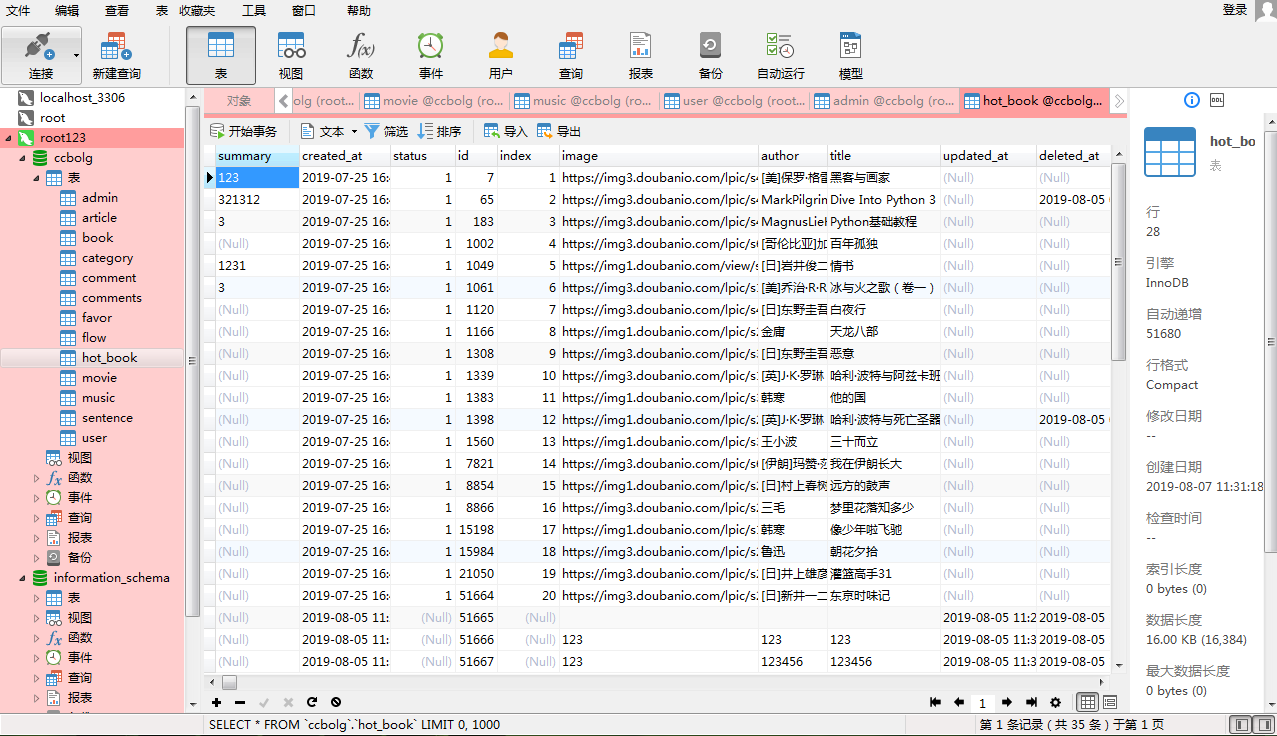 文件 编辑 查看 表 收藏夹 工具 窗口 帮助 登录
连接 新建查询 表 视图 函数 事件 用户 查询 报表 备份 自动运行 模型
localhost_3306
root
root123
ccbolg
表
admin
article
book
category
comment
comments
favor
flow
hot_book
movie
music
sentence
user
视图
函数
事件
查询
报表
备份
information_schema
表
视图
函数
事件
查询
报表
对象 olg (root... movie @ccbolg (ro... music @ccbolg (ro... user @ccbolg (root... admin @ccbolg (ro... hot_book @ccbolg...
开始事务 文本 筛选 排序 导入 导出
summary created_at status id index image author title updated_at deleted_at
123 2019-07-25 16: 1 7 1 https://img3.doubanio.com/lpic/s [美]保罗·格雷 黑客与画家 (Null) (Null)
321312 2019-07-25 16: 1 65 2 https://img3.doubanio.com/lpic/s MarkPilgrin Dive Into Python 3 (Null) 2019-08-05
3 2019-07-25 16: 1 183 3 https://img3.doubanio.com/lpic/s MagnusLie Python基础教程 (Null) (Null)
(Null) 2019-07-25 16: 1 1002 4 https://img3.doubanio.com/lpic/s [哥伦比亚]加 百年孤独 (Null) (Null)
1231 2019-07-25 16: 1 1049 5 https://img1.doubanio.com/view/s [日]岩井俊二 情书 (Null) (Null)
3 2019-07-25 16: 1 1061 6 https://img3.doubanio.com/lpic/s [美]乔治·R·R 冰与火之歌（卷一） (Null) (Null)
(Null) 2019-07-25 16: 1 1120 7 https://img3.doubanio.com/lpic/s [日]东野圭吾 白夜行 (Null) (Null)
(Null) 2019-07-25 16: 1 1166 8 https://img1.doubanio.com/lpic/s 金庸 天龙八部 (Null) (Null)
(Null) 2019-07-25 16: 1 1308 9 https://img3.doubanio.com/lpic/s [日]东野圭吾 恶意 (Null) (Null)
(Null) 2019-07-25 16: 1 1339 10 https://img3.doubanio.com/lpic/s [英]J·K·罗琳 哈利·波特与阿兹卡班 (Null) (Null)
(Null) 2019-07-25 16: 1 1383 11 https://img1.doubanio.com/lpic/s 韩寒 他的国 (Null) (Null)
(Null) 2019-07-25 16: 1 1398 12 https://img1.doubanio.com/lpic/s [英]J·K·罗琳 哈利·波特与死亡圣器 (Null) 2019-08-05
(Null) 2019-07-25 16: 1 1560 13 https://img1.doubanio.com/lpic/s 王小波 三十而立 (Null) (Null)
(Null) 2019-07-25 16: 1 7821 14 https://img3.doubanio.com/lpic/s [伊朗]玛赞· 我在伊朗长大 (Null) (Null)
(Null) 2019-07-25 16: 1 8854 15 https://img1.doubanio.com/lpic/s [日]村上春树 远方的鼓声 (Null) (Null)
(Null) 2019-07-25 16: 1 8866 16 https://img3.doubanio.com/lpic/s 三毛 梦里花落知多少 (Null) (Null)
(Null) 2019-07-25 16: 1 15198 17 https://img1.doubanio.com/lpic/s 韩寒 像少年啦飞驰 (Null) (Null)
(Null) 2019-07-25 16: 1 15984 18 https://img3.doubanio.com/lpic/s 鲁迅 朝花夕拾 (Null) (Null)
(Null) 2019-07-25 16: 1 21050 19 https://img3.doubanio.com/lpic/s [日]井上雄彦 灌篮高手31 (Null) (Null)
(Null) 2019-07-25 16: 1 51664 20 https://img3.doubanio.com/lpic/s [日]新井一二 东京时味记 (Null) (Null)
(Null) 2019-08-05 11: (Null) 51665 (Null) 2019-08-05 11:2 2019-08-05
(Null) 2019-08-05 11: (Null) 51666 (Null) 123 123 123 2019-08-05 11:3 2019-08-05
(Null) 2019-08-05 11: (Null) 51667 (Null) 123 123456 123456 2019-08-05 11:3 2019-08-05
1
SELECT * FROM `ccbolg`.`hot_book` LIMIT 0, 1000 第 1 条记录 ( 共 35 条 ) 于第 1 页
DDL
hot_bo
表
行
28
引擎
InnoDB
自动递增
51680
行格式
Compact
修改日期
--
创建日期
2019-08-07 11:31:18
检查时间
--
索引长度
0 bytes (0)
数据长度
16.00 KB (16,384)
最大数据长度
0 bytes (0)